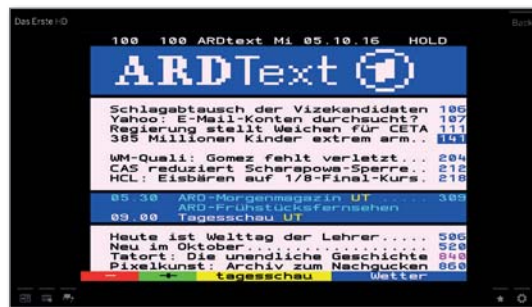 Das Erste HD
Back
100 100 ARDtext Mi 05.10.16 HOLD
ARDText 1
Schlagabtausch der Vizekandidaten 106
Yahoo: E-Mail-Konten durchsucht? 107
Regierung stellt Weichen für CETA 111
385 Millionen Kinder extrem arm.. 141
WM-Quali: Gomez fehlt verletzt... 204
CAS reduziert Scharapowa-Sperre.. 212
HCL: Eisbären auf 1/8-Final-Kurs. 218
05.30 ARD-Morgenmagazin UT ..... 309
ARD-Frühstücksfernsehen
09.00 Tagesschau UT
Heute ist Welttag der Lehrer..... 506
Neu im Oktober................... 520
Tatort: Die unendliche Geschichte 840
Pixelkunst: Archiv zum Nachgucken 860
- + tagesschau Wetter